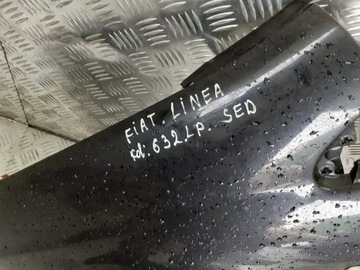 FiAT LiNEA
kol: 632 LP. SED